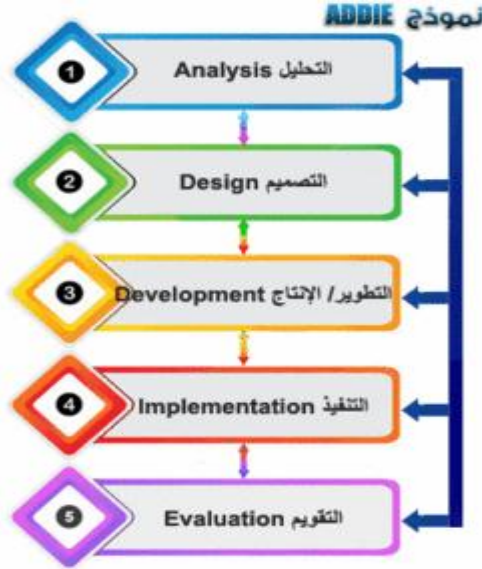 نموذج ADDIE
1 التحليل Analysis
2 التصميم Design
3 التطوير/ الإنتاج Development
4 التنفيذ Implementation
5 التقويم Evaluation